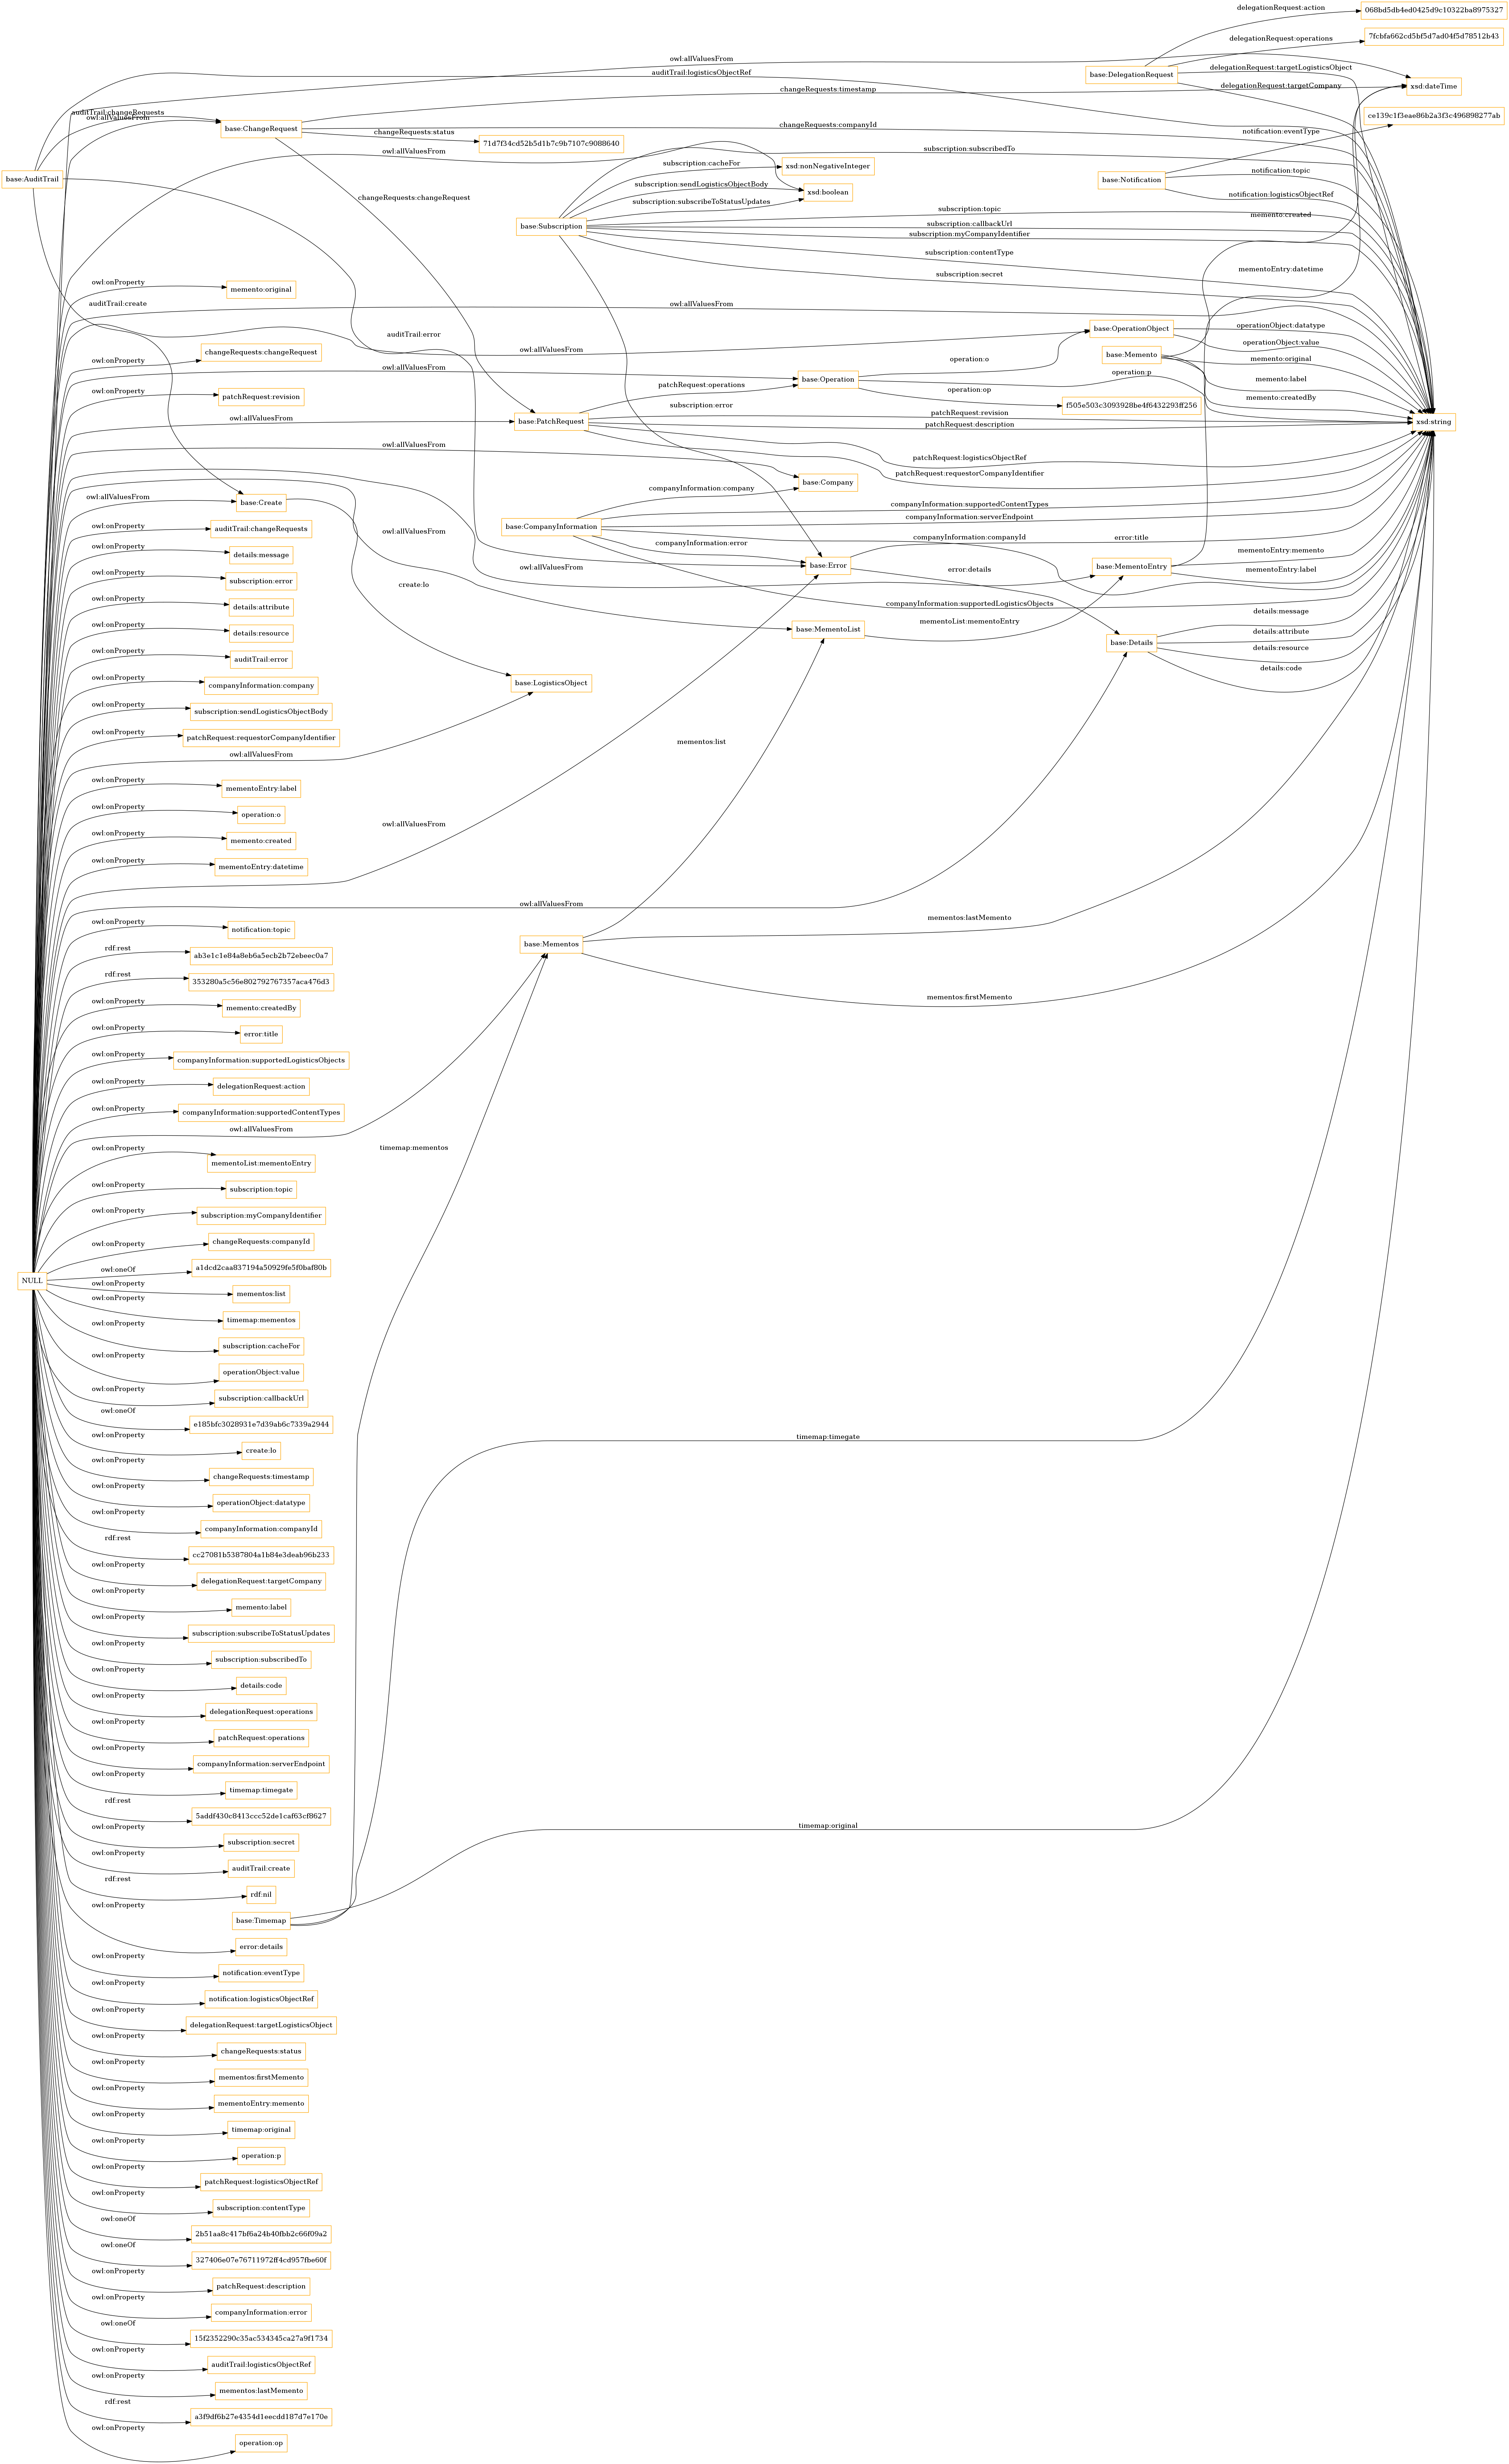 delegationRequest:action
068bd5db4ed0425d9c10322ba8975327
delegationRequest:operations
7fcbfa662cd5bf5d7ad04f5d78512b43
owl:allValuesFrom
auditTrail:logisticsObjectRef
base:DelegationRequest
delegationRequest:targetLogisticsObject
delegationRequest:targetCompany
xsd:dateTime
changeRequests:timestamp
auditTrail:changeRequests
owl:allValuesFrom
base:ChangeRequest
changeRequests:companyId
changeRequests:status
71d7f34cd52b5d1b7c9b7107c9088640
ce139c1f3eae86b2a3f3c496898277ab
notification:eventType
owl:allValuesFrom
subscription:subscribedTo
subscription:cacheFor
xsd:nonNegativeInteger
base:AuditTrail
base:Notification
notification:topic
notification:logisticsObjectRef
subscription:sendLogisticsObjectBody
xsd:boolean
subscription:subscribeToStatusUpdates
changeRequests:changeRequest
base:Subscription
subscription:topic
subscription:callbackUrl
subscription:myCompanyIdentifier
memento:created
subscription:contentType
mementoEntry:datetime
subscription:secret
owl:onProperty
memento:original
auditTrail:create
owl:allValuesFrom
auditTrail:error
base:OperationObject
operationObject:datatype
operationObject:value
owl:onProperty
changeRequests:changeRequest
owl:allValuesFrom
base:Memento
memento:original
operation:o
operation:p
memento:label
owl:allValuesFrom
base:Operation
patchRequest:operations
operation:op
memento:createdBy
owl:onProperty
patchRequest:revision
f505e503c3093928be4f6432293ff256
subscription:error
owl:allValuesFrom
base:PatchRequest
patchRequest:revision
patchRequest:description
xsd:string
owl:allValuesFrom
patchRequest:logisticsObjectRef
patchRequest:requestorCompanyIdentifier
companyInformation:company
base:Company
owl:allValuesFrom
base:Create
companyInformation:supportedContentTypes
owl:onProperty
auditTrail:changeRequests
owl:allValuesFrom
base:CompanyInformation
companyInformation:serverEndpoint
companyInformation:companyId
error:title
owl:onProperty
details:message
companyInformation:error
mementoEntry:memento
owl:allValuesFrom
base:Error
error:details
base:MementoEntry
mementoEntry:label
owl:onProperty
subscription:error
create:lo
owl:onProperty
details:attribute
companyInformation:supportedLogisticsObjects
details:message
mementoList:mementoEntry
owl:onProperty
details:resource
base:MementoList
details:attribute
base:Details
details:resource
owl:onProperty
auditTrail:error
details:code
owl:onProperty
companyInformation:company
base:LogisticsObject
owl:onProperty
subscription:sendLogisticsObjectBody
owl:onProperty
patchRequest:requestorCompanyIdentifier
mementos:list
owl:allValuesFrom
owl:onProperty
mementoEntry:label
owl:onProperty
operation:o
owl:allValuesFrom
owl:onProperty
memento:created
owl:onProperty
mementoEntry:datetime
owl:allValuesFrom
owl:onProperty
notification:topic
mementos:lastMemento
base:Mementos
rdf:rest
ab3e1c1e84a8eb6a5ecb2b72ebeec0a7
rdf:rest
353280a5c56e802792767357aca476d3
mementos:firstMemento
owl:onProperty
memento:createdBy
owl:onProperty
error:title
owl:onProperty
companyInformation:supportedLogisticsObjects
owl:onProperty
delegationRequest:action
owl:onProperty
companyInformation:supportedContentTypes
owl:allValuesFrom
timemap:mementos
owl:onProperty
mementoList:mementoEntry
owl:onProperty
subscription:topic
owl:onProperty
subscription:myCompanyIdentifier
owl:onProperty
changeRequests:companyId
NULL
owl:oneOf
a1dcd2caa837194a50929fe5f0baf80b
owl:onProperty
mementos:list
owl:onProperty
timemap:mementos
owl:onProperty
subscription:cacheFor
owl:onProperty
operationObject:value
owl:onProperty
subscription:callbackUrl
owl:oneOf
e185bfc3028931e7d39ab6c7339a2944
timemap:timegate
owl:onProperty
create:lo
owl:onProperty
changeRequests:timestamp
owl:onProperty
operationObject:datatype
owl:onProperty
companyInformation:companyId
rdf:rest
cc27081b5387804a1b84e3deab96b233
owl:onProperty
delegationRequest:targetCompany
owl:onProperty
memento:label
owl:onProperty
subscription:subscribeToStatusUpdates
owl:onProperty
subscription:subscribedTo
owl:onProperty
details:code
owl:onProperty
delegationRequest:operations
owl:onProperty
patchRequest:operations
owl:onProperty
companyInformation:serverEndpoint
owl:onProperty
timemap:timegate
rdf:rest
5addf430c8413ccc52de1caf63cf8627
timemap:original
owl:onProperty
subscription:secret
owl:onProperty
auditTrail:create
rdf:rest
rdf:nil
base:Timemap
owl:onProperty
error:details
owl:onProperty
notification:eventType
owl:onProperty
notification:logisticsObjectRef
owl:onProperty
delegationRequest:targetLogisticsObject
owl:onProperty
changeRequests:status
owl:onProperty
mementos:firstMemento
owl:onProperty
mementoEntry:memento
owl:onProperty
timemap:original
owl:onProperty
operation:p
owl:onProperty
patchRequest:logisticsObjectRef
owl:onProperty
subscription:contentType
owl:oneOf
2b51aa8c417bf6a24b40fbb2c66f09a2
owl:oneOf
327406e07e76711972ff4cd957fbe60f
owl:onProperty
patchRequest:description
owl:onProperty
companyInformation:error
owl:oneOf
15f2352290c35ac534345ca27a9f1734
owl:onProperty
auditTrail:logisticsObjectRef
owl:onProperty
mementos:lastMemento
rdf:rest
a3f9df6b27e4354d1eecdd187d7e170e
owl:onProperty
operation:op